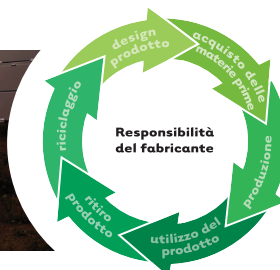 design
prodotto
acquisto delle
materie prime
produzione
utilizzo del
prodotto
ritiro
prodotto
riciclaggio
Responsibilità
del fabricante